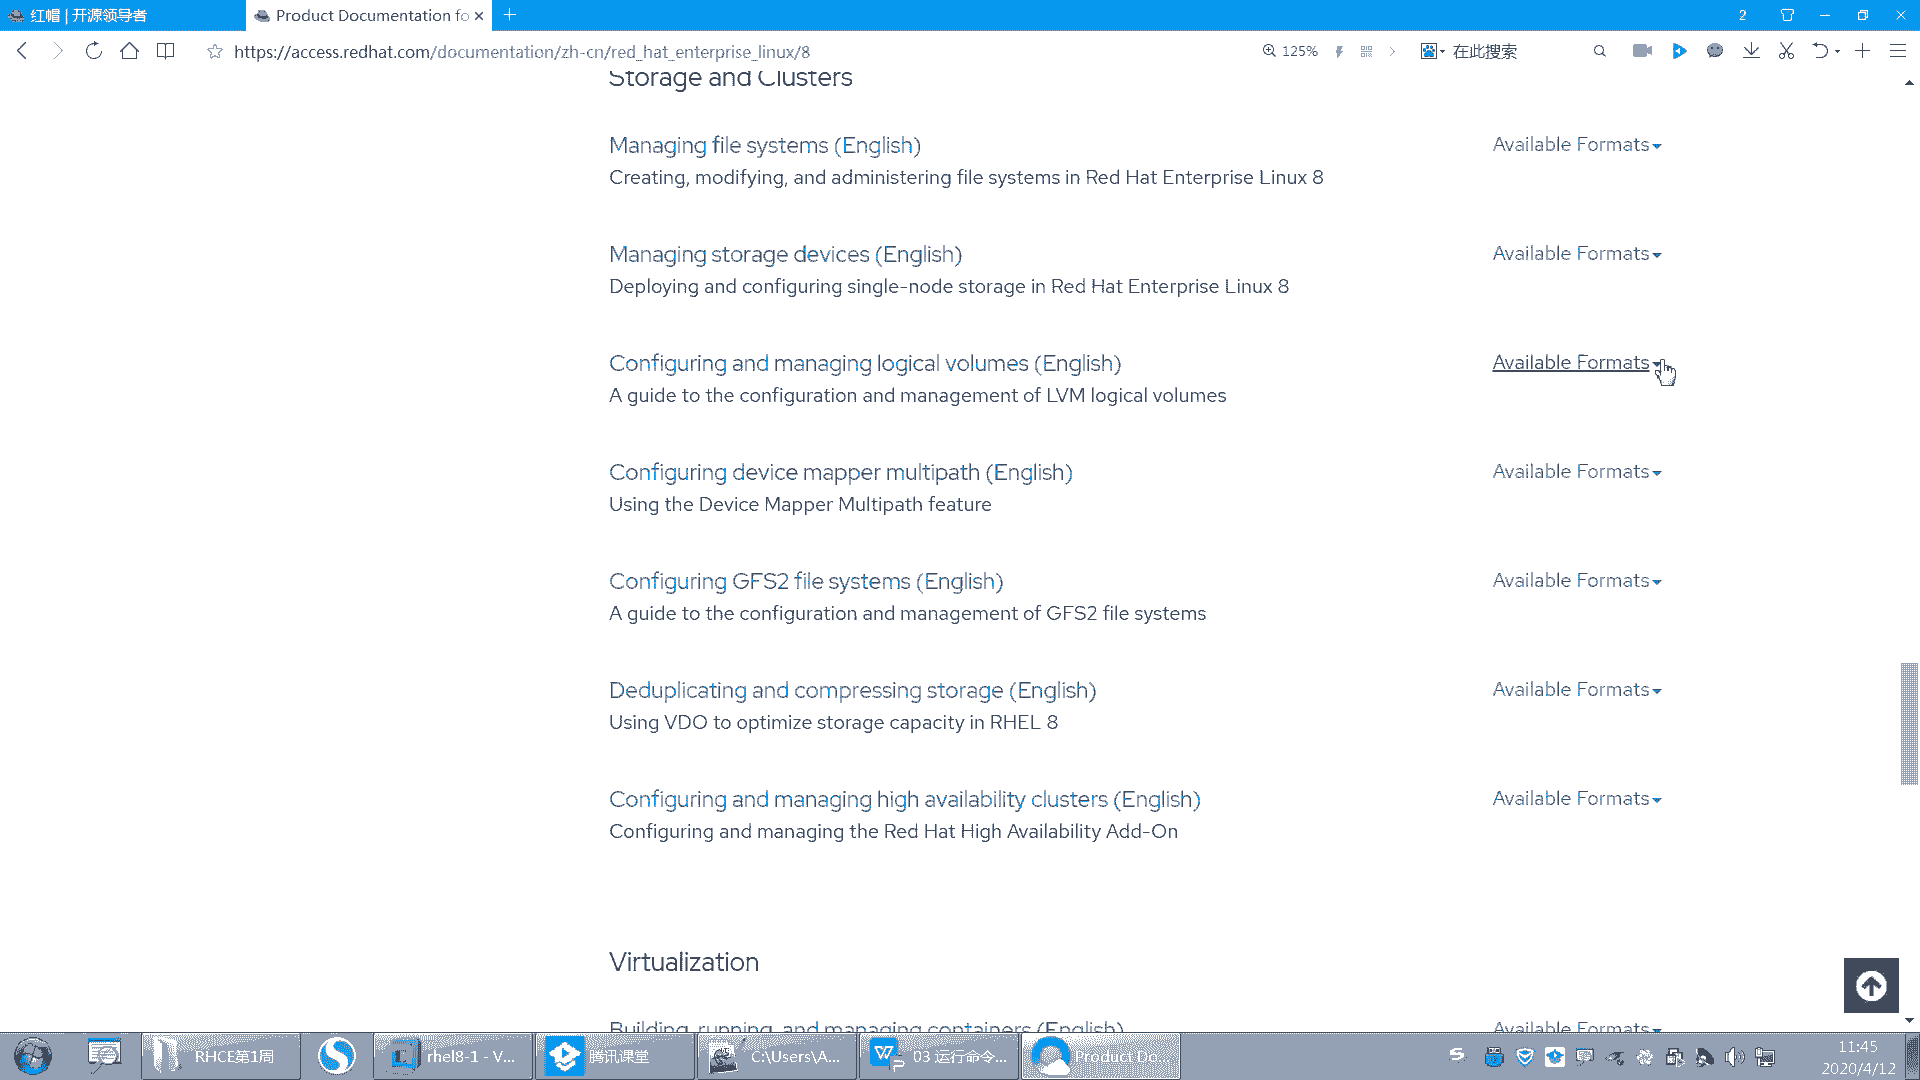 红帽 | 开源领导者
Product Documentation fo
2
https://access.redhat.com/documentation/zh-cn/red_hat_enterprise_linux/8
125%
在此搜索
Storage and Clusters
Managing file systems (English)
Available Formats
Creating, modifying, and administering file systems in Red Hat Enterprise Linux 8
Managing storage devices (English)
Available Formats
Deploying and configuring single-node storage in Red Hat Enterprise Linux 8
Configuring and managing logical volumes (English)
Available Formats
A guide to the configuration and management of LVM logical volumes
Configuring device mapper multipath (English)
Available Formats
Using the Device Mapper Multipath feature
Configuring GFS2 file systems (English)
Available Formats
A guide to the configuration and management of GFS2 file systems
Deduplicating and compressing storage (English)
Available Formats
Using VDO to optimize storage capacity in RHEL 8
Configuring and managing high availability clusters (English)
Available Formats
Configuring and managing the Red Hat High Availability Add-On
Virtualization
Building, running, and managing containers (English)
Available Formats
RHCE第1周
rhel8-1 - V...
腾讯课堂
C:\Users\A...
03 运行命令...
Product Do...
11:45
2020/4/12